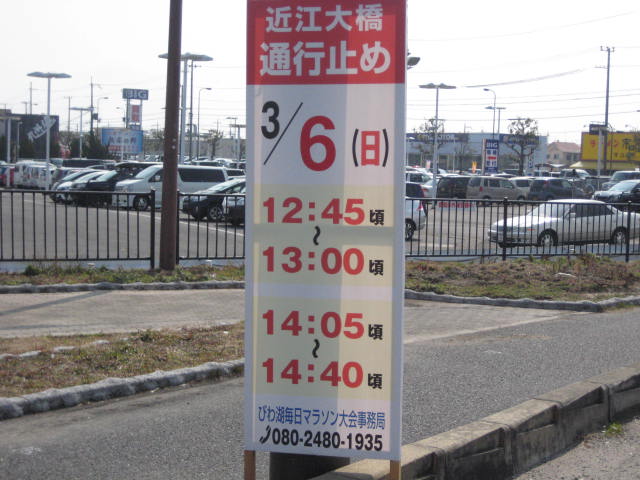 近江大橋
通行止め
3/6(日)
12:45頃
~
13:00頃
14:05頃
~
14:40頃
びわ湖毎日マラソン大会事務局
080-2480-1935
BIG